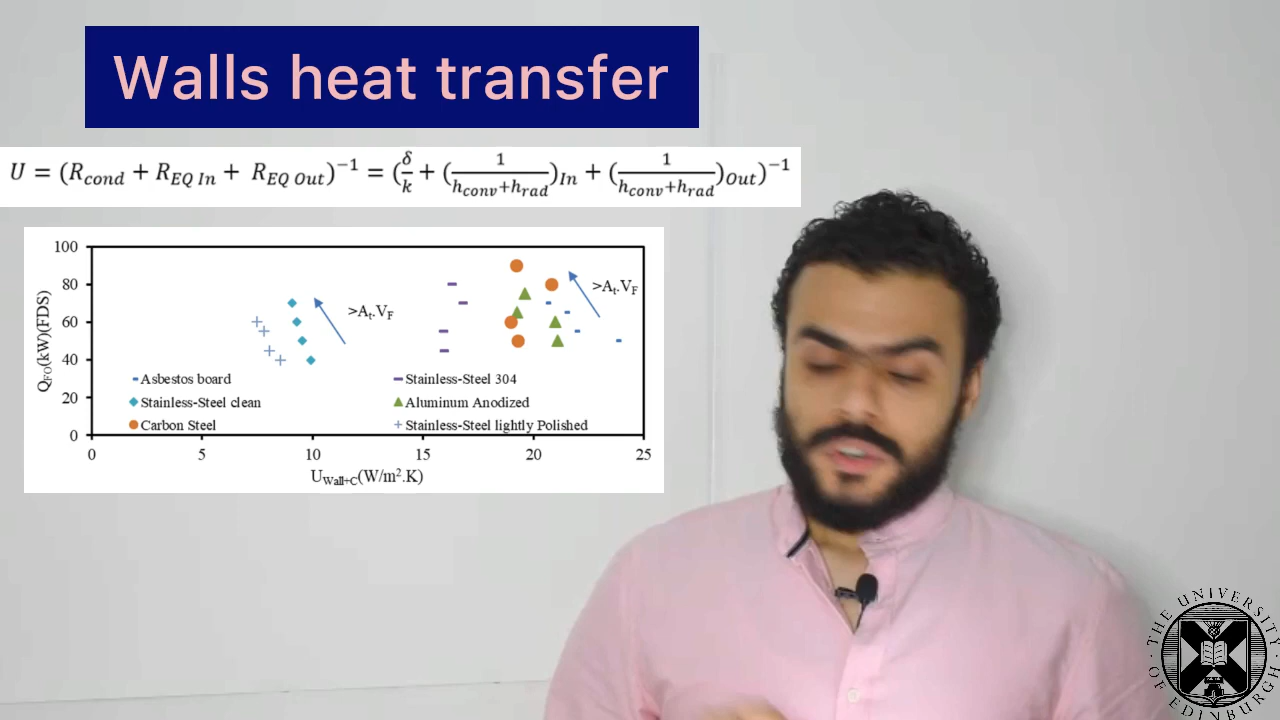 Walls heat transfer
U = (R_cond + R_EQ In + R_EQ Out)^−1 = (δ/k + (1/(h_conv+h_rad))_In + (1/(h_conv+h_rad))_Out)^−1
100
80
60
40
20
0
Q_FO(kW)(FDS)
>A_t.V_F
>A_t.V_F
Asbestos board
Stainless-Steel 304
Stainless-Steel clean
Aluminum Anodized
Carbon Steel
Stainless-Steel lightly Polished
0 5 10 15 20 25
U_Wall+C(W/m².K)
THE UNIVERSITY
OF EDINBURGH